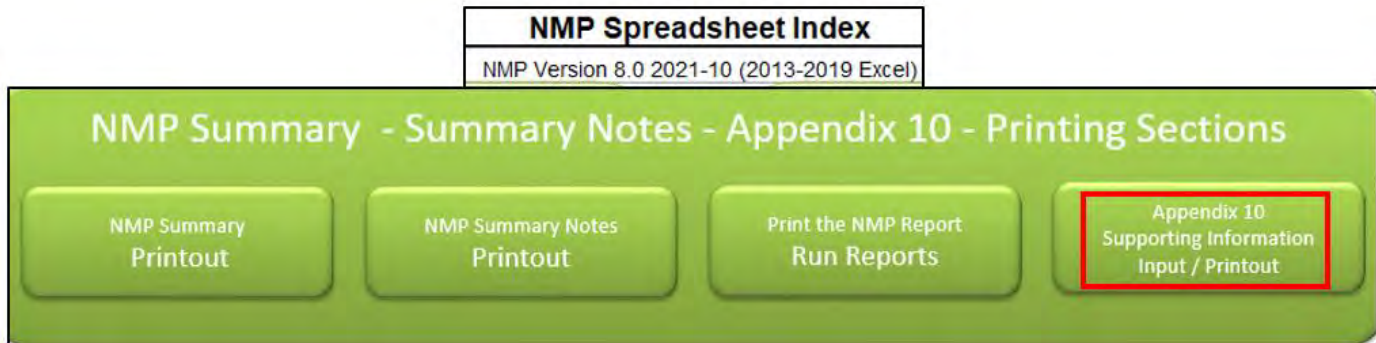 NMP Spreadsheet Index
NMP Version 8.0 2021-10 (2013-2019 Excel)
NMP Summary - Summary Notes - Appendix 10 - Printing Sections
NMP Summary
Printout
NMP Summary Notes
Printout
Print the NMP Report
Run Reports
Appendix 10
Supporting Information
Input / Printout